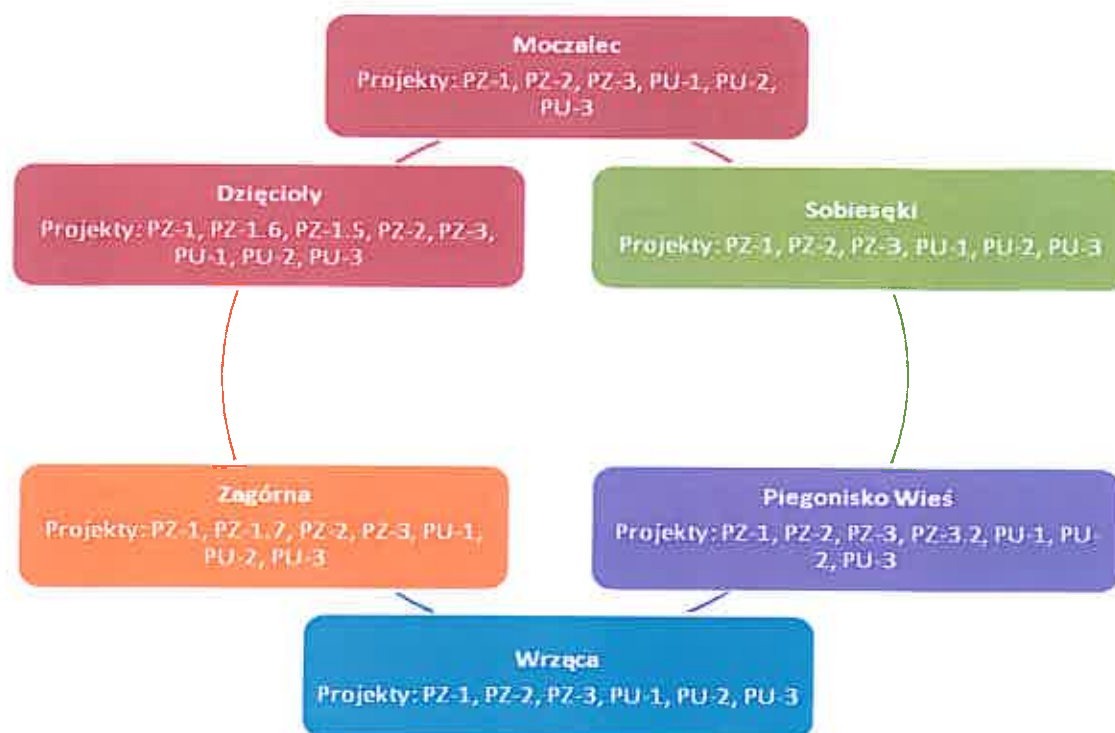 Moczalec
Projekty: PZ-1, PZ-2, PZ-3, PU-1, PU-2,
PU-3
Dzięcioły
Projekty: PZ-1, PZ-1.6, PZ-1.5, PZ-2, PZ-3,
PU-1, PU-2, PU-3
Sobiesęki
Projekty: PZ-1, PZ-2, PZ-3, PU-1, PU-2, PU-3
Zagórna
Projekty: PZ-1, PZ-1.7, PZ-2, PZ-3, PU-1,
PU-2, PU-3
Piegonisko Wieś
Projekty: PZ-1, PZ-2, PZ-3, PZ-3.2, PU-1, PU-
2, PU-3
Wrząca
Projekty: PZ-1, PZ-2, PZ-3, PU-1, PU-2, PU-3